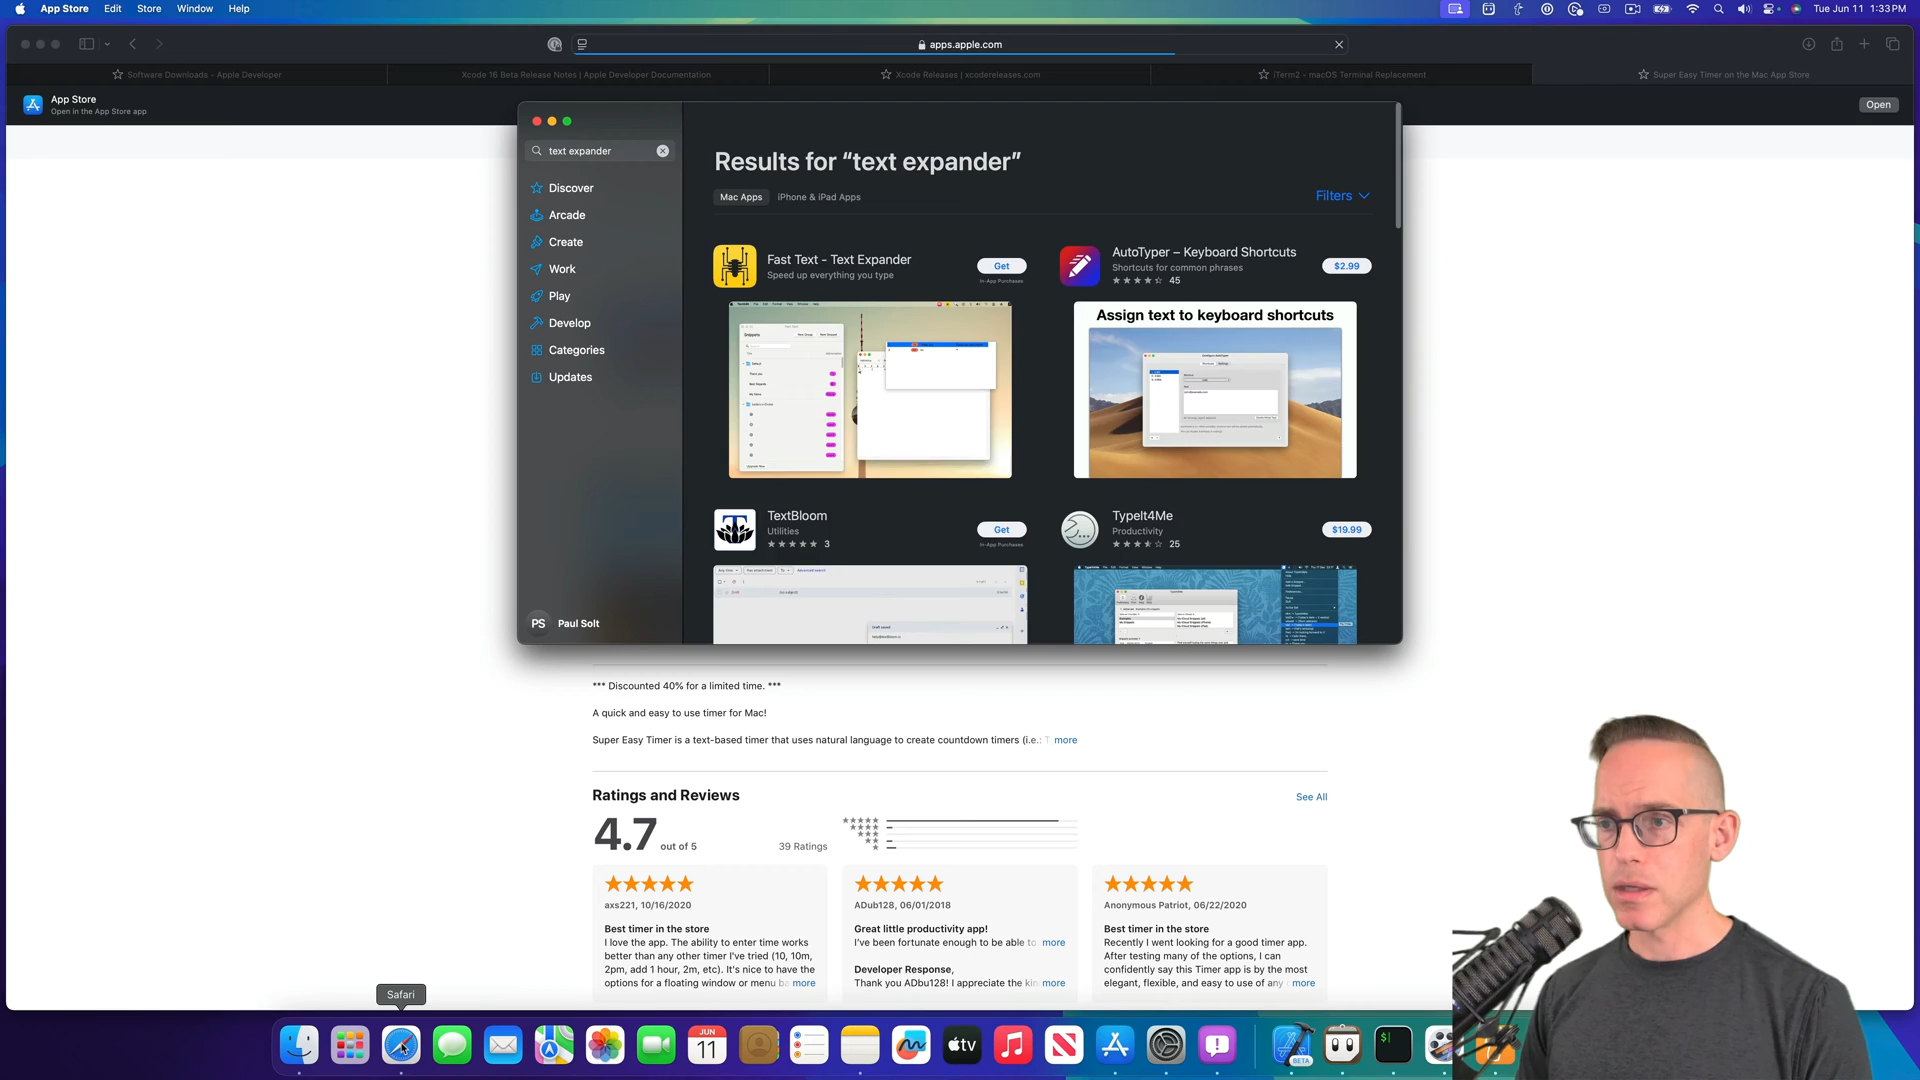 App Store Edit Store Window Help
Tue Jun 11 1:33 PM
apps.apple.com
Software Downloads - Apple Developer
Xcode 16 Beta Release Notes | Apple Developer Documentation
Xcode Releases | xcodereleases.com
iTerm2 - macOS Terminal Replacement
Super Easy Timer on the Mac App Store
App Store
Open in the App Store app
Open
text expander
Discover
Arcade
Create
Work
Play
Develop
Categories
Updates
PS Paul Solt
Results for “text expander”
Mac Apps iPhone & iPad Apps
Filters
Fast Text - Text Expander
Speed up everything you type
Get
In-App Purchases
AutoTyper – Keyboard Shortcuts
Shortcuts for common phrases
45
$2.99
Assign text to keyboard shortcuts
TextBloom
Utilities
3
Get
In-App Purchases
TypeIt4Me
Productivity
25
$19.99
*** Discounted 40% for a limited time. ***
A quick and easy to use timer for Mac!
Super Easy Timer is a text-based timer that uses natural language to create countdown timers (i.e.: more
Ratings and Reviews
See All
4.7 out of 5
39 Ratings
axs221, 10/16/2020
Best timer in the store
I love the app. The ability to enter time works
better than any other timer I've tried (10, 10m,
2pm, add 1 hour, 2m, etc). It's nice to have the
options for a floating window or menu more
ADub128, 06/01/2018
Great little productivity app!
I've been fortunate enough to be able to more
Developer Response,
Thank you ADbu128! I appreciate the more
Anonymous Patriot, 06/22/2020
Best timer in the store
Recently I went looking for a good timer app.
After testing many of the options, I can
confidently say this Timer app is by the most
elegant, flexible, and easy to use of any more
Safari
JUN
11
tv
BETA